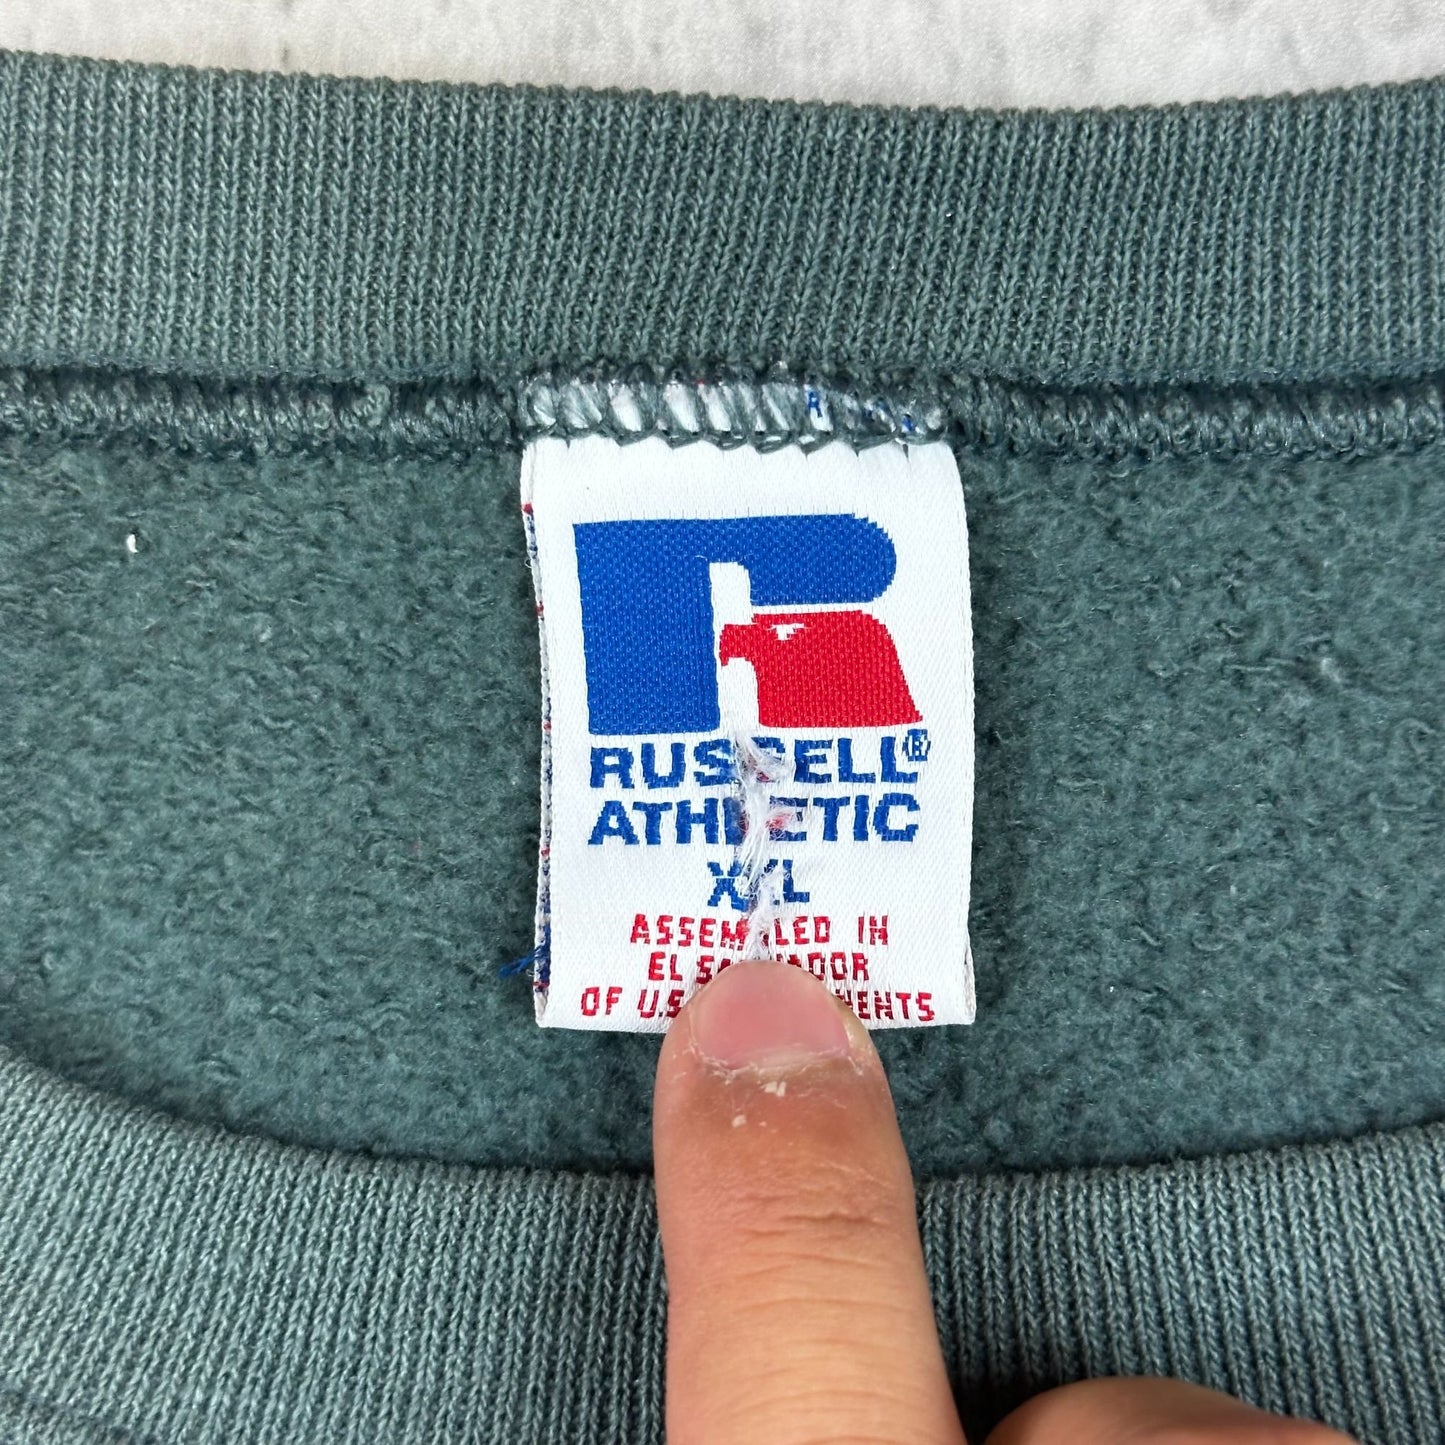 RUSSELL®
ATHLETIC
XXL
ASSEMBLED IN
EL SALVADOR
OF U.S.